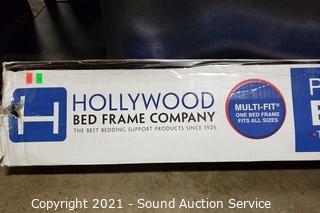 H
HOLLYWOOD
BED FRAME COMPANY
THE BEST BEDDING SUPPORT PRODUCTS SINCE 1925
MULTI-FIT®
ONE BED FRAME
FITS ALL SIZES
Copyright 2021 - Sound Auction Service